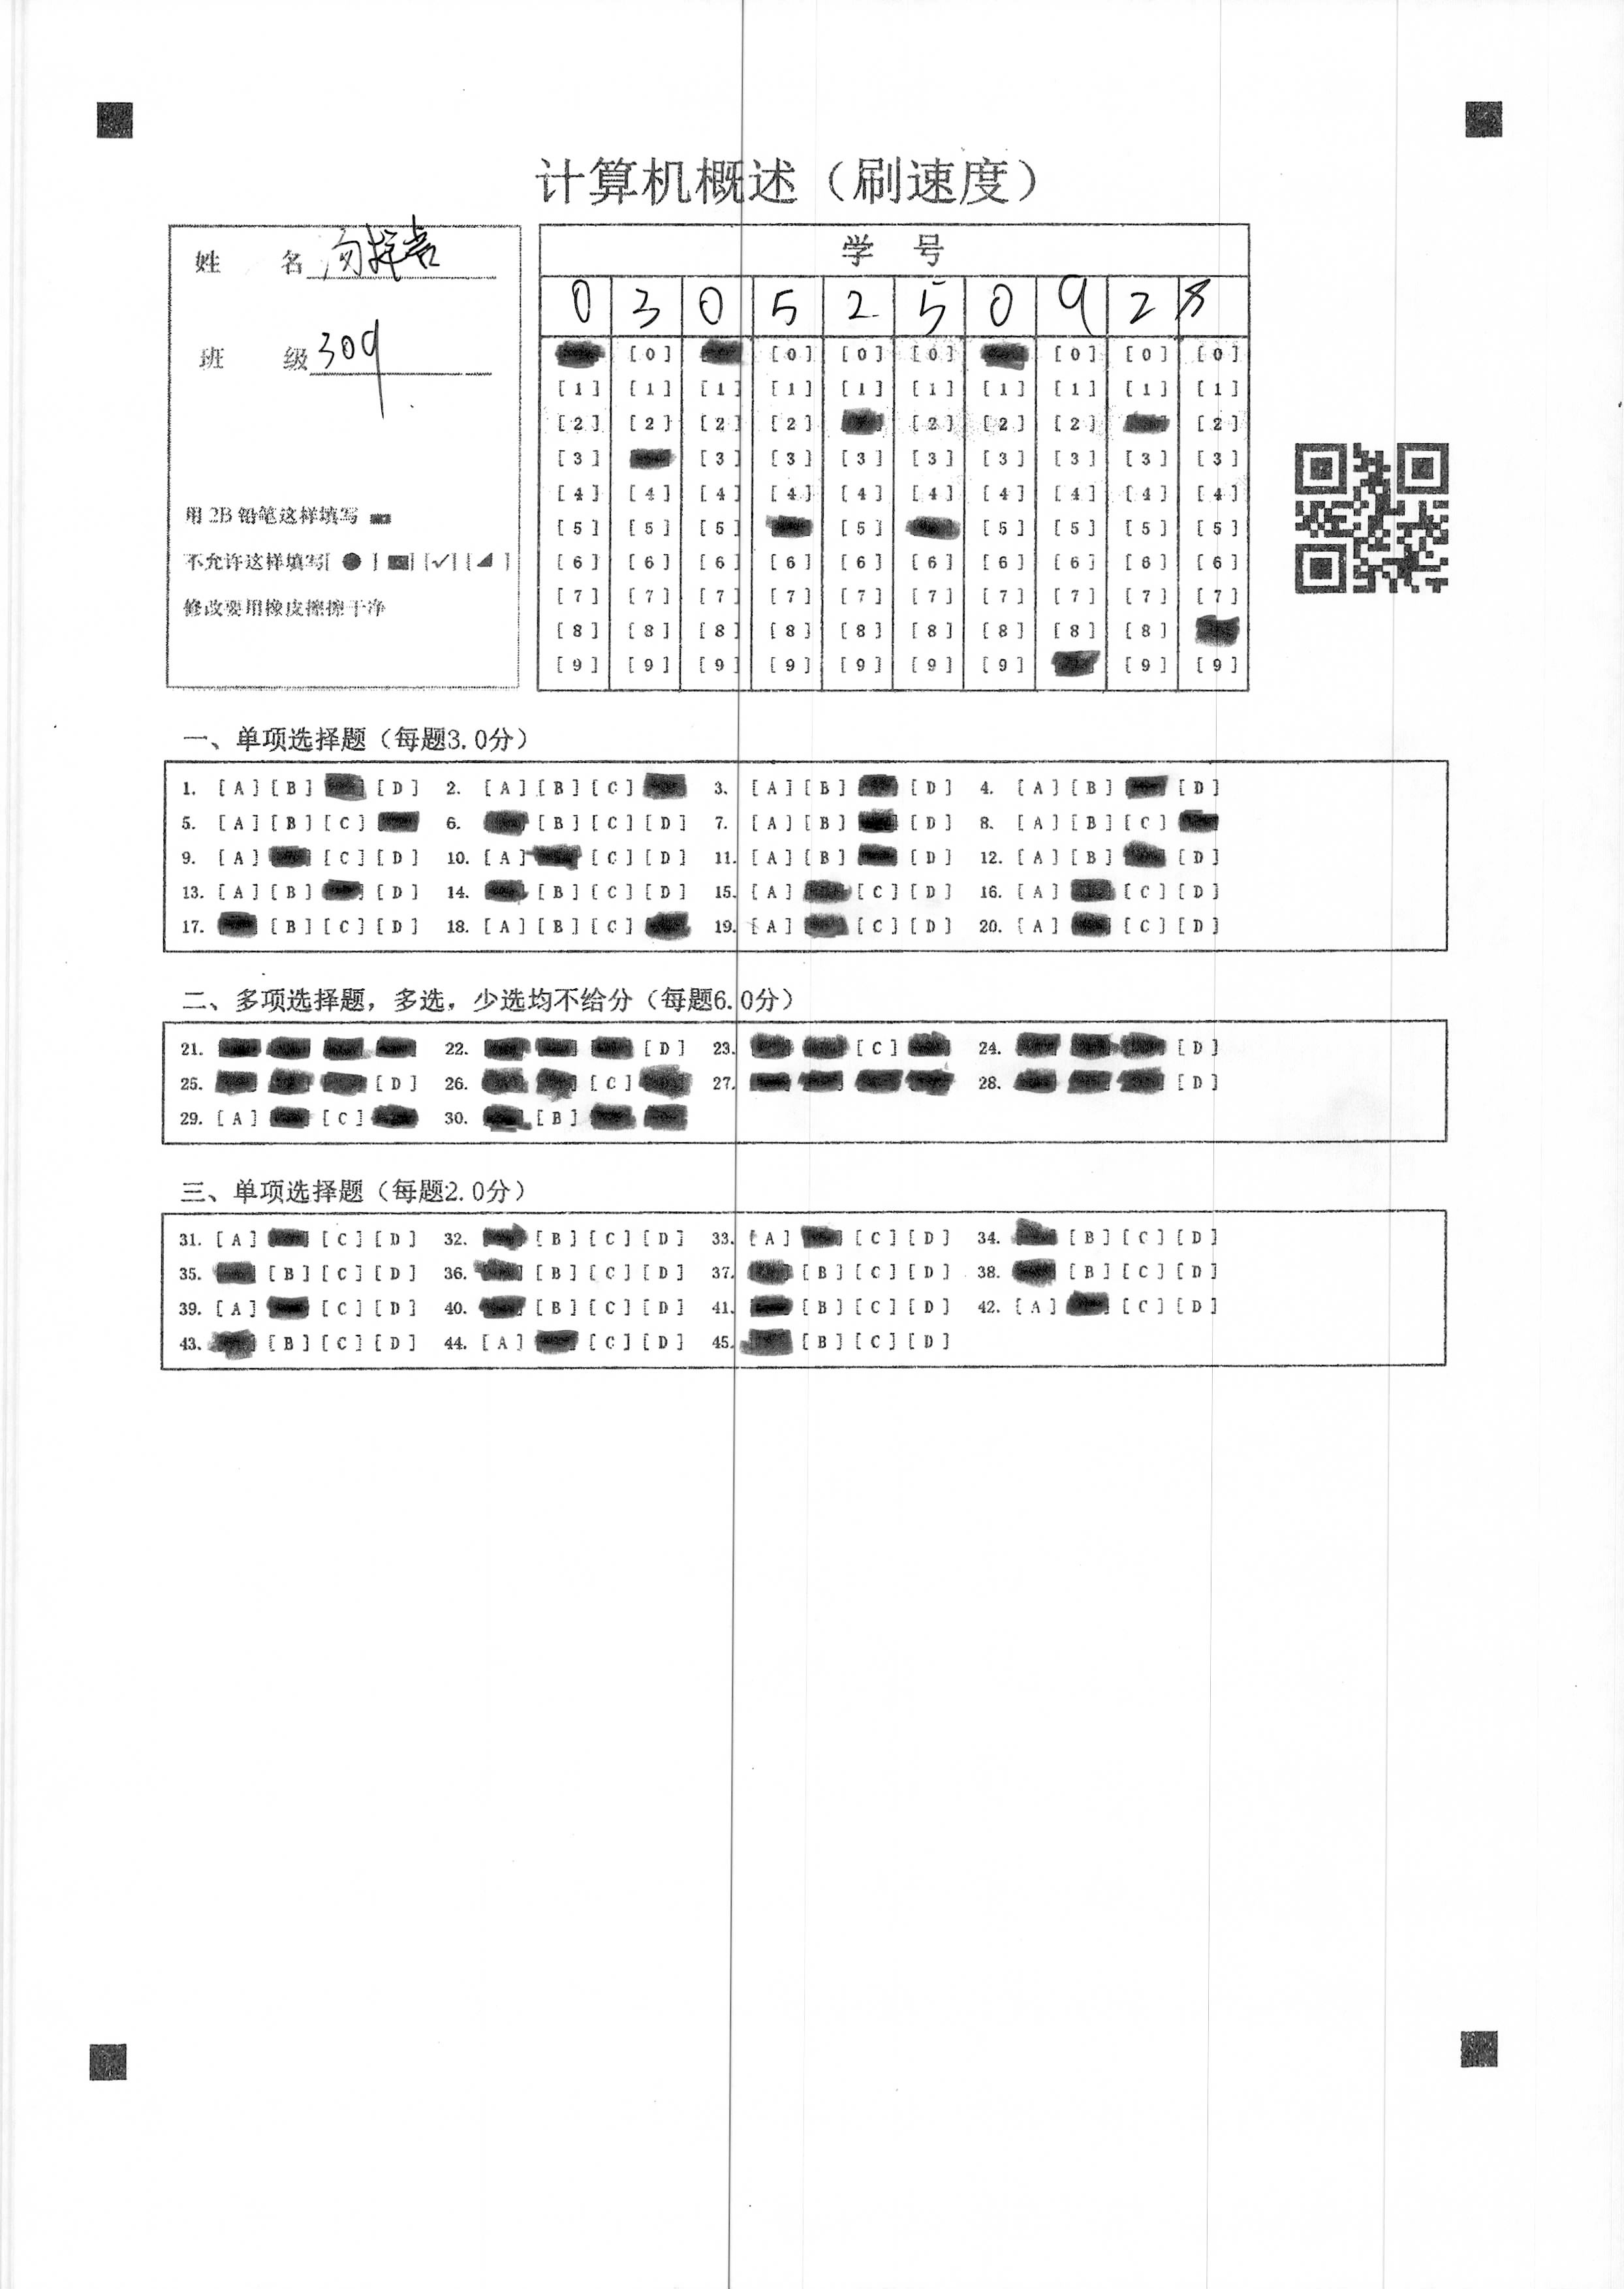 计算机概述（刷速度）
姓 名
班 级 309
用 2B 铅笔这样填写
不允许这样填写[ ● ] [✓] [◢]
修改要用橡皮擦擦干净
学 号
0 3 0 5 2 5 0 9 2 8
[0] [0] [0] [0] [0] [0] [0]
[1] [1] [1] [1] [1] [1] [1] [1] [1] [1]
[2] [2] [2] [2] [2] [2] [2] [2]
[3] [3] [3] [3] [3] [3] [3] [3] [3]
[4] [4] [4] [4] [4] [4] [4] [4] [4] [4]
[5] [5] [5] [5] [5] [5] [5] [5]
[6] [6] [6] [6] [6] [6] [6] [6] [6] [6]
[7] [7] [7] [7] [7] [7] [7] [7] [7] [7]
[8] [8] [8] [8] [8] [8] [8] [8] [8]
[9] [9] [9] [9] [9] [9] [9] [9] [9]
一、单项选择题（每题3.0分）
1. [A] [B] [D] 2. [A] [B] [C] 3. [A] [B] [D] 4. [A] [B] [D]
5. [A] [B] [C] 6. [B] [C] [D] 7. [A] [B] [D] 8. [A] [B] [C]
9. [A] [C] [D] 10. [A] [C] [D] 11. [A] [B] [D] 12. [A] [B] [D]
13. [A] [B] [D] 14. [B] [C] [D] 15. [A] [C] [D] 16. [A] [C] [D]
17. [B] [C] [D] 18. [A] [B] [C] 19. [A] [C] [D] 20. [A] [C] [D]
二、多项选择题，多选，少选均不给分（每题6.0分）
21. 22. [D] 23. [C] 24. [D]
25. [D] 26. [C] 27. 28. [D]
29. [A] [C] 30. [B]
三、单项选择题（每题2.0分）
31. [A] [C] [D] 32. [B] [C] [D] 33. [A] [C] [D] 34. [B] [C] [D]
35. [B] [C] [D] 36. [B] [C] [D] 37. [B] [C] [D] 38. [B] [C] [D]
39. [A] [C] [D] 40. [B] [C] [D] 41. [B] [C] [D] 42. [A] [C] [D]
43. [B] [C] [D] 44. [A] [C] [D] 45. [B] [C] [D]